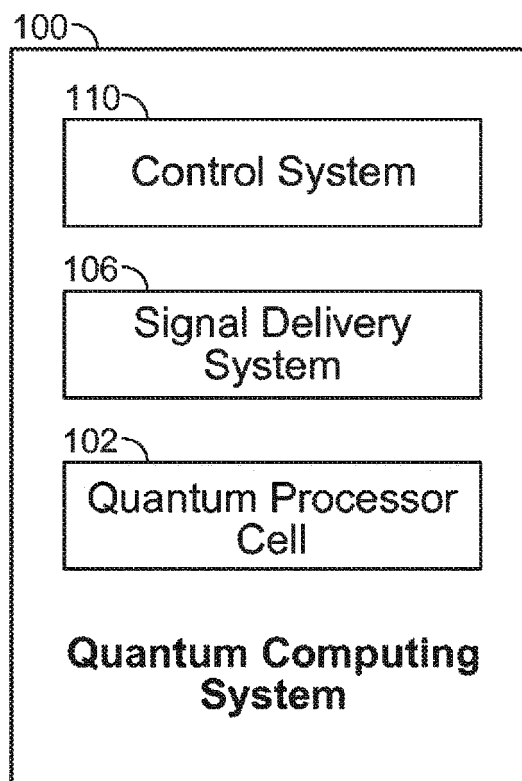 100
110
Control System
106
Signal Delivery
System
102
Quantum Processor
Cell
Quantum Computing
System